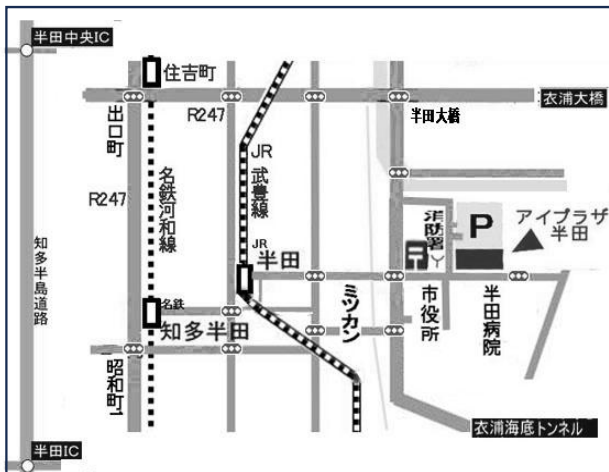 半田中央IC
住吉町
衣浦大橋
半田大橋
出口町
R247
R247
名鉄河和線
JR
武豊線
知多半島道路
JR
半田
消防署
P
アイプラザ
半田
名鉄
知多半田
ミツカン
市役所
半田病院
昭和町
衣浦海底トンネル
半田IC